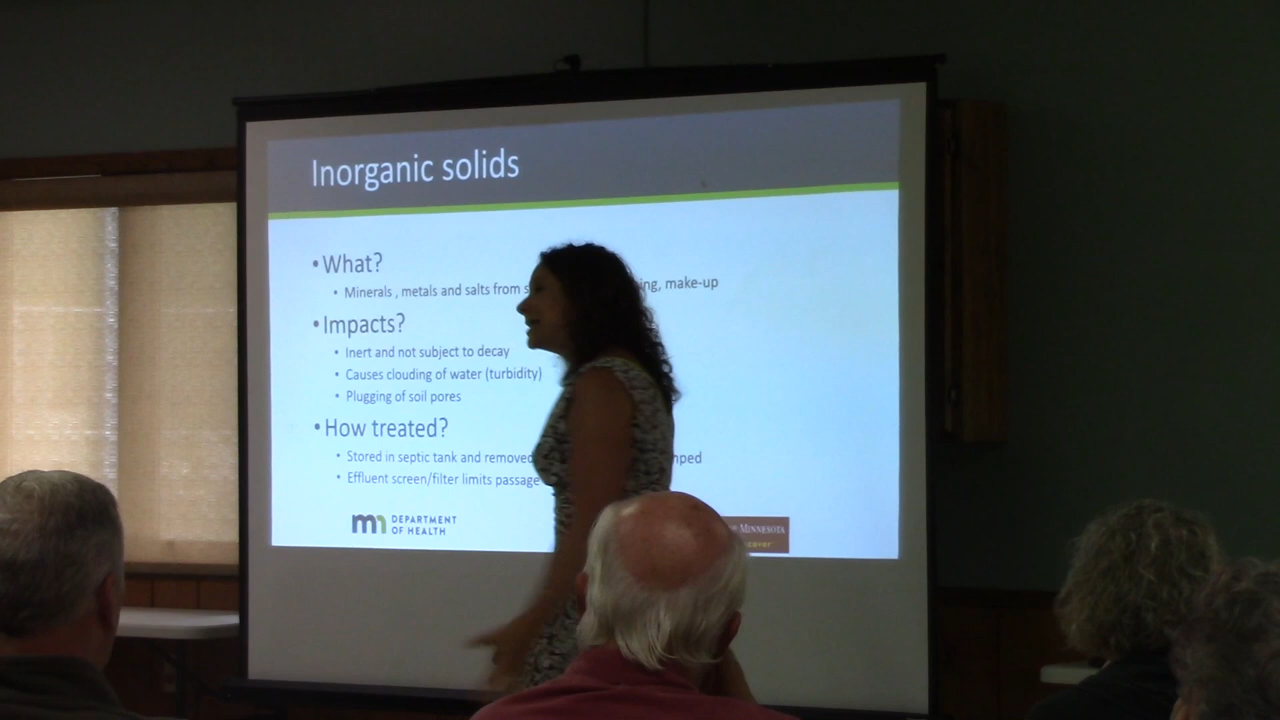 Inorganic solids
• What?
• Minerals , metals and salts from make-up
• Impacts?
• Inert and not subject to decay
• Causes clouding of water (turbidity)
• Plugging of soil pores
• How treated?
• Stored in septic tank and removed
• Effluent screen/filter limits passage
mn DEPARTMENT
OF HEALTH
MINNESOTA